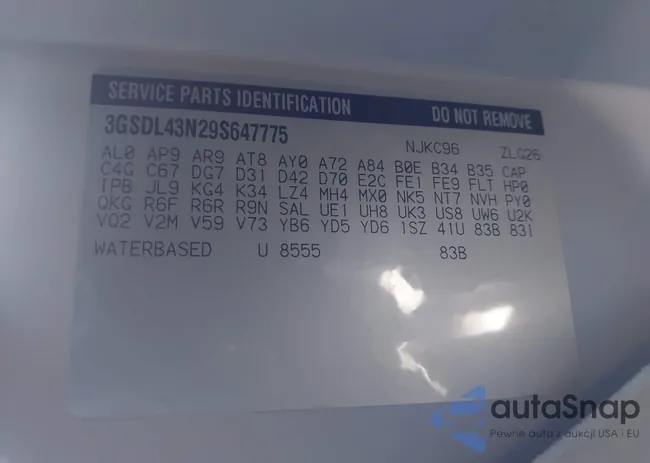 SERVICE PARTS IDENTIFICATION DO NOT REMOVE
3GSDL43N29S647775 NJKC96 ZLG26
AL0 AP9 AR9 AT8 AY0 A72 A84 B0E B34 B35 CAP
C4G C67 DG7 D31 D42 D70 E2C FE1 FE9 FLT HP0
IPB JL9 KG4 K34 LZ4 MH4 MX0 NK5 NT7 NVH PY0
QKG R6F R6R R9N SAL UE1 UH8 UK3 US8 UW6 U2K
VQ2 V2M V59 V73 YB6 YD5 YD6 1SZ 41U 83B 83I
WATERBASED U 8555 83B
autaSnap
Pewne auta z aukcji USA i EU